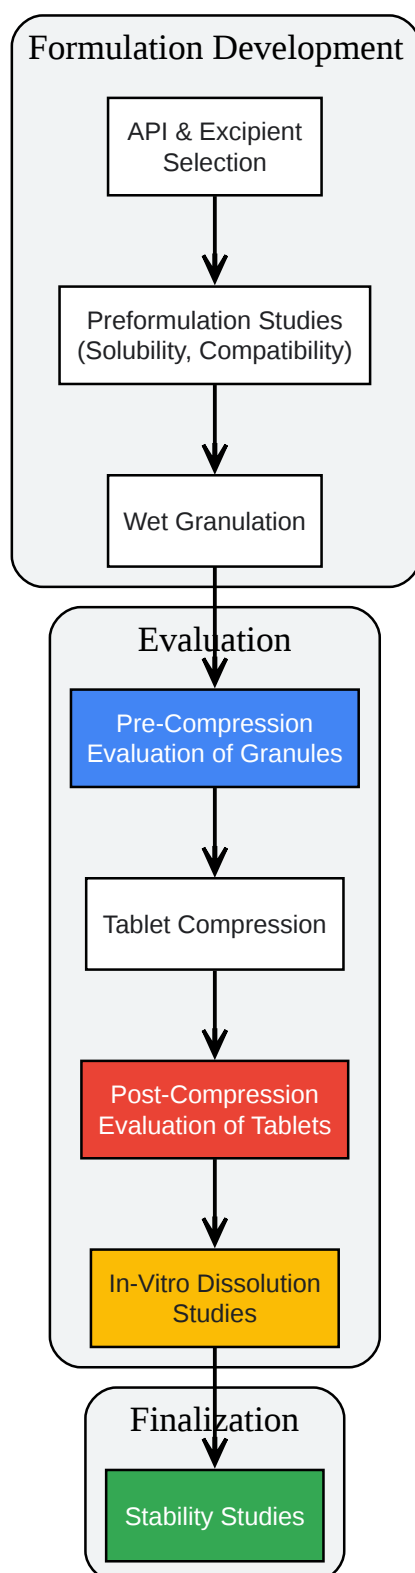 Formulation Development
API & Excipient
Selection
Preformulation Studies
(Solubility, Compatibility)
Wet Granulation
Evaluation
Pre-Compression
Evaluation of Granules
Tablet Compression
Post-Compression
Evaluation of Tablets
In-Vitro Dissolution
Studies
Finalization
Stability Studies